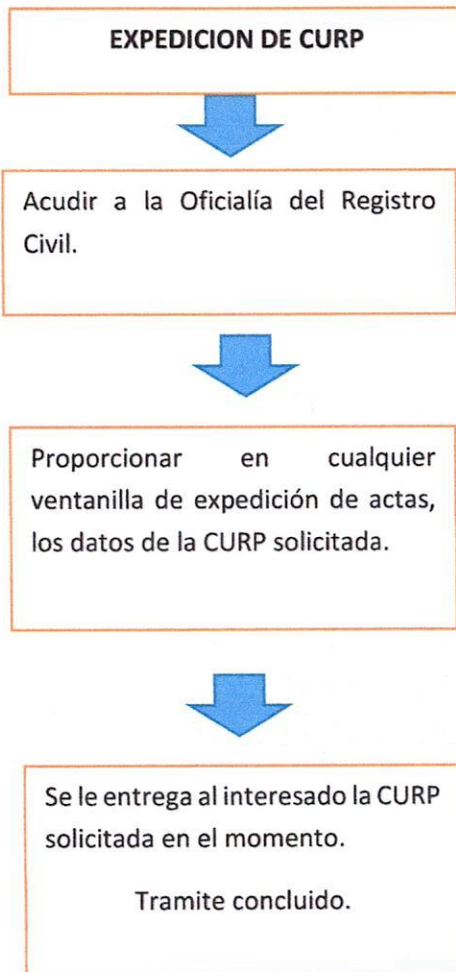 EXPEDICION DE CURP
Acudir a la Oficialía del Registro
Civil.
Proporcionar en cualquier
ventanilla de expedición de actas,
los datos de la CURP solicitada.
Se le entrega al interesado la CURP
solicitada en el momento.
Tramite concluido.